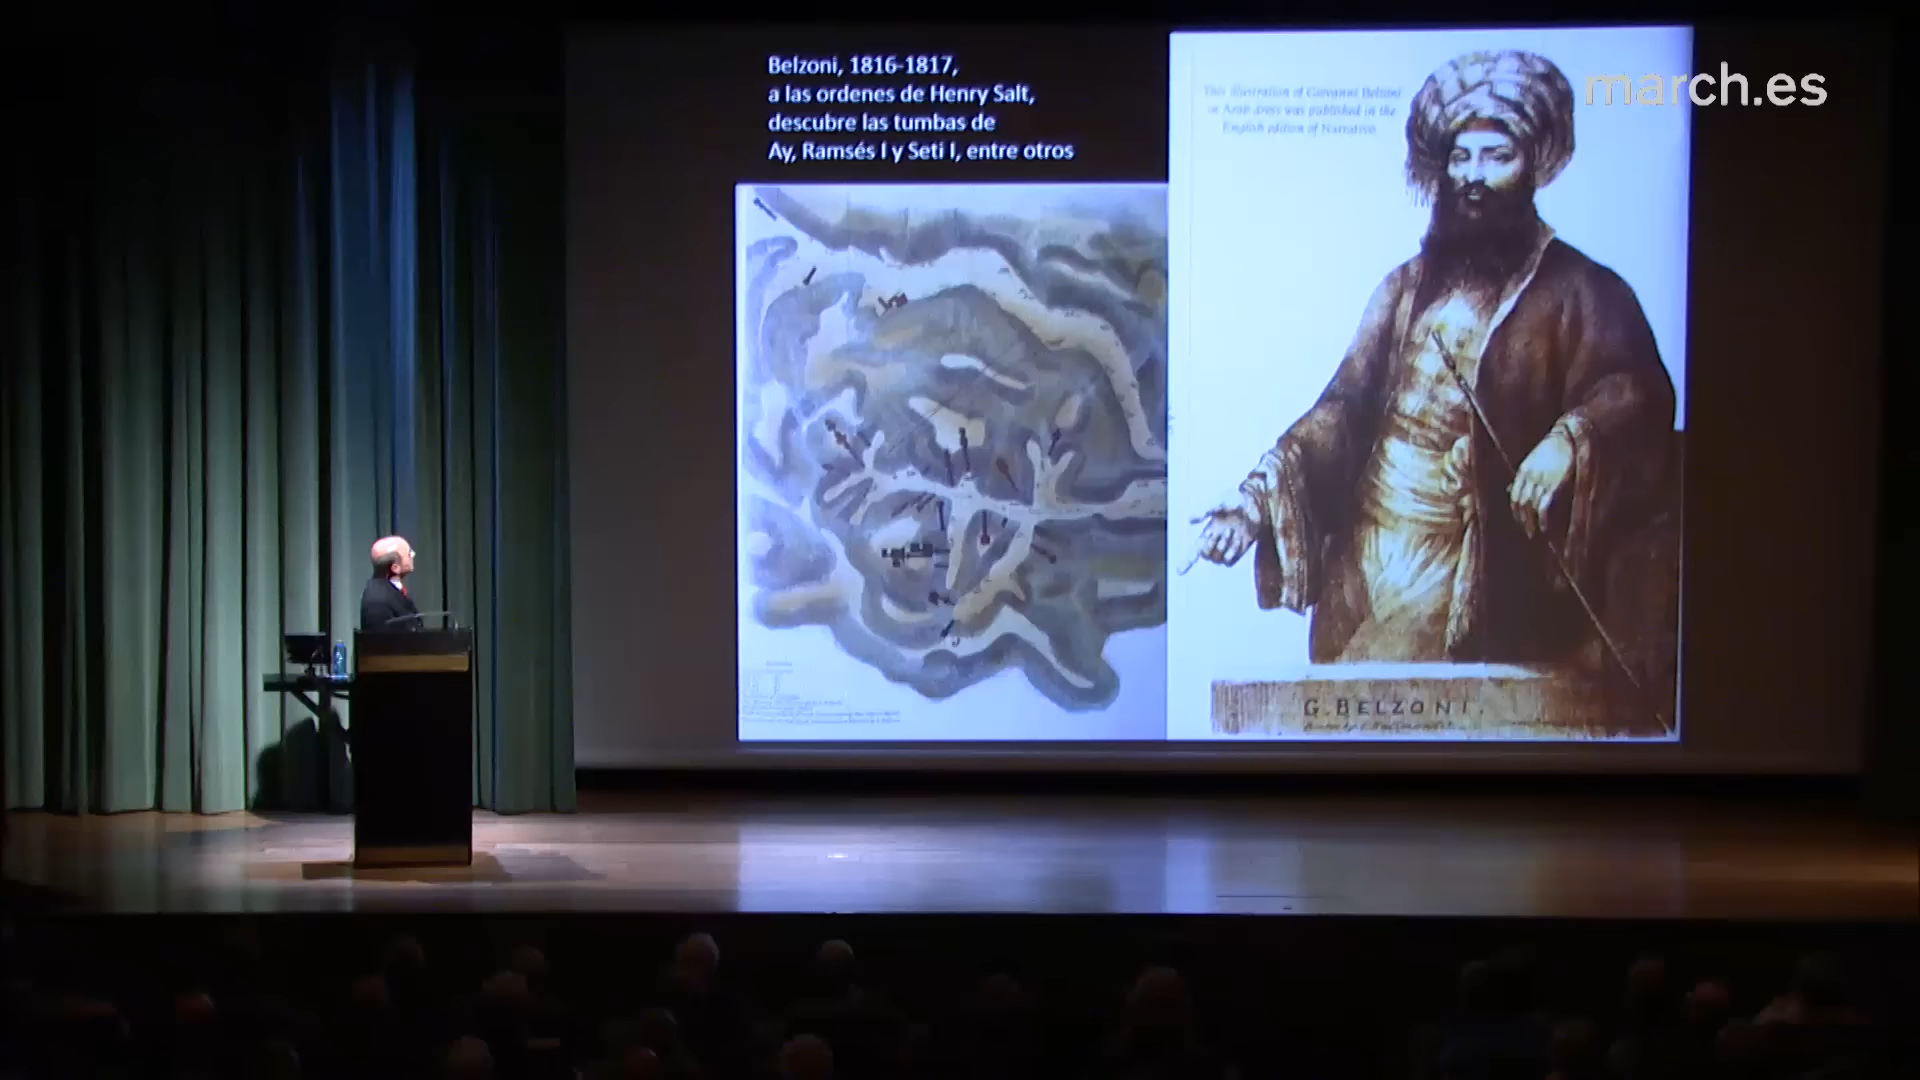 Belzoni, 1816-1817,
a las ordenes de Henry Salt,
descubre las tumbas de
Ay, Ramsés I y Seti I, entre otros
This illustration of Giovanni Belzoni
in Arab dress was published in the
English edition of Narrative.
march.es
G. BELZONI.